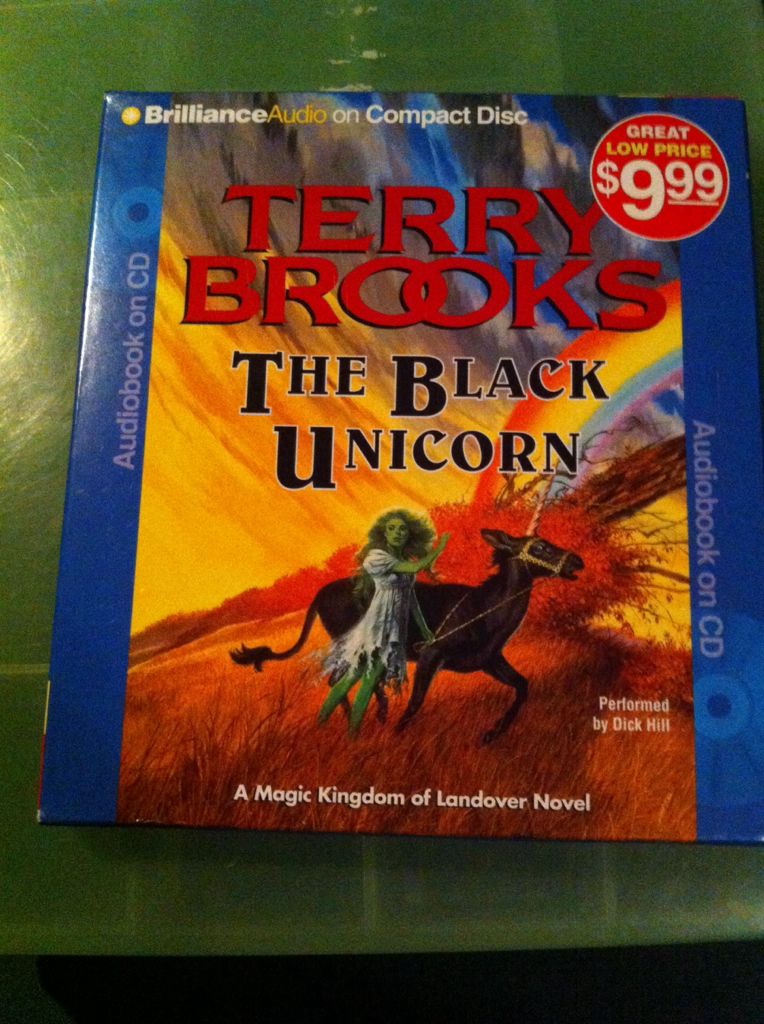 BrillianceAudio on Compact Disc
GREAT
LOW PRICE
$9.99
TERRY
BROOKS
THE BLACK
UNICORN
Audiobook on CD
Audiobook on CD
Performed
by Dick Hill
A Magic Kingdom of Landover Novel